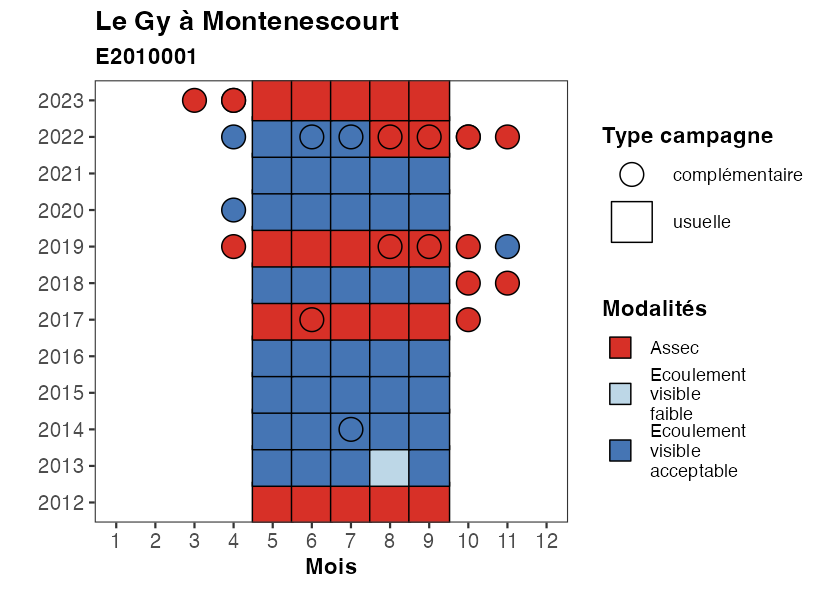 Le Gy à Montenescourt
E2010001
2023
2022
2021
2020
2019
2018
2017
2016
2015
2014
2013
2012
1 2 3 4 5 6 7 8 9 10 11 12
Mois
Type campagne
complémentaire
usuelle
Modalités
Assec
Ecoulement
visible
faible
Ecoulement
visible
acceptable